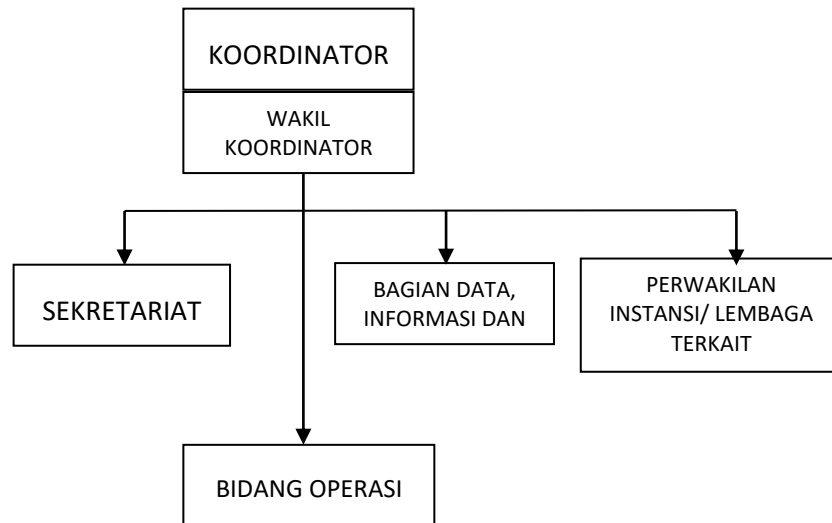 KOORDINATOR
WAKIL
KOORDINATOR
SEKRETARIAT
BAGIAN DATA,
INFORMASI DAN
PERWAKILAN
INSTANSI/ LEMBAGA
TERKAIT
BIDANG OPERASI